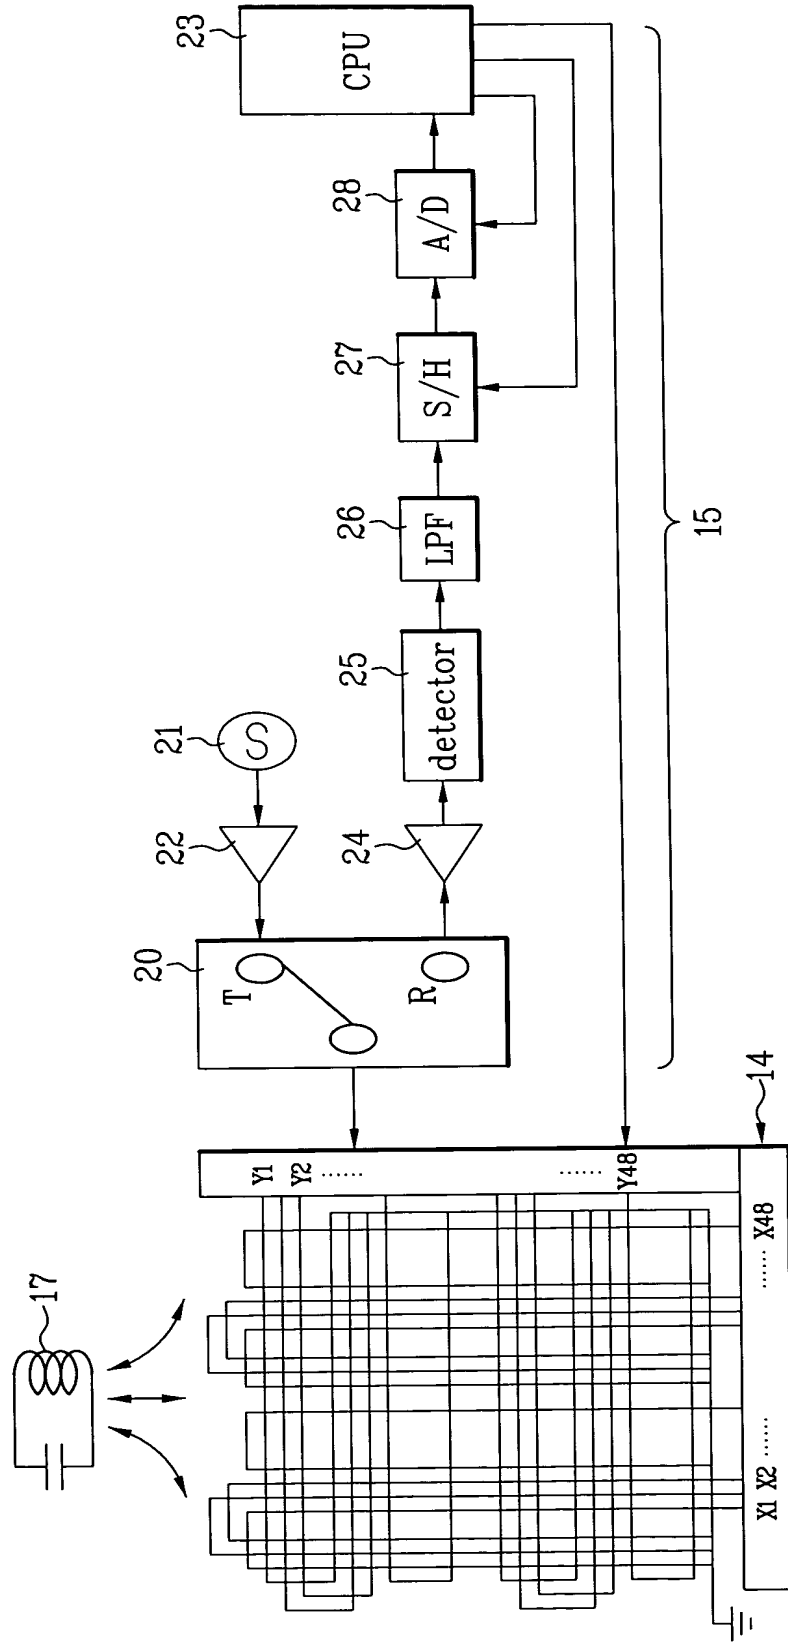 17
20
T
R
22
21
S
24
25
detector
26
LPF
27
S/H
28
A/D
23
CPU
15
14
Y1
Y2
......
......
Y48
X1 X2 ...... ...... X48